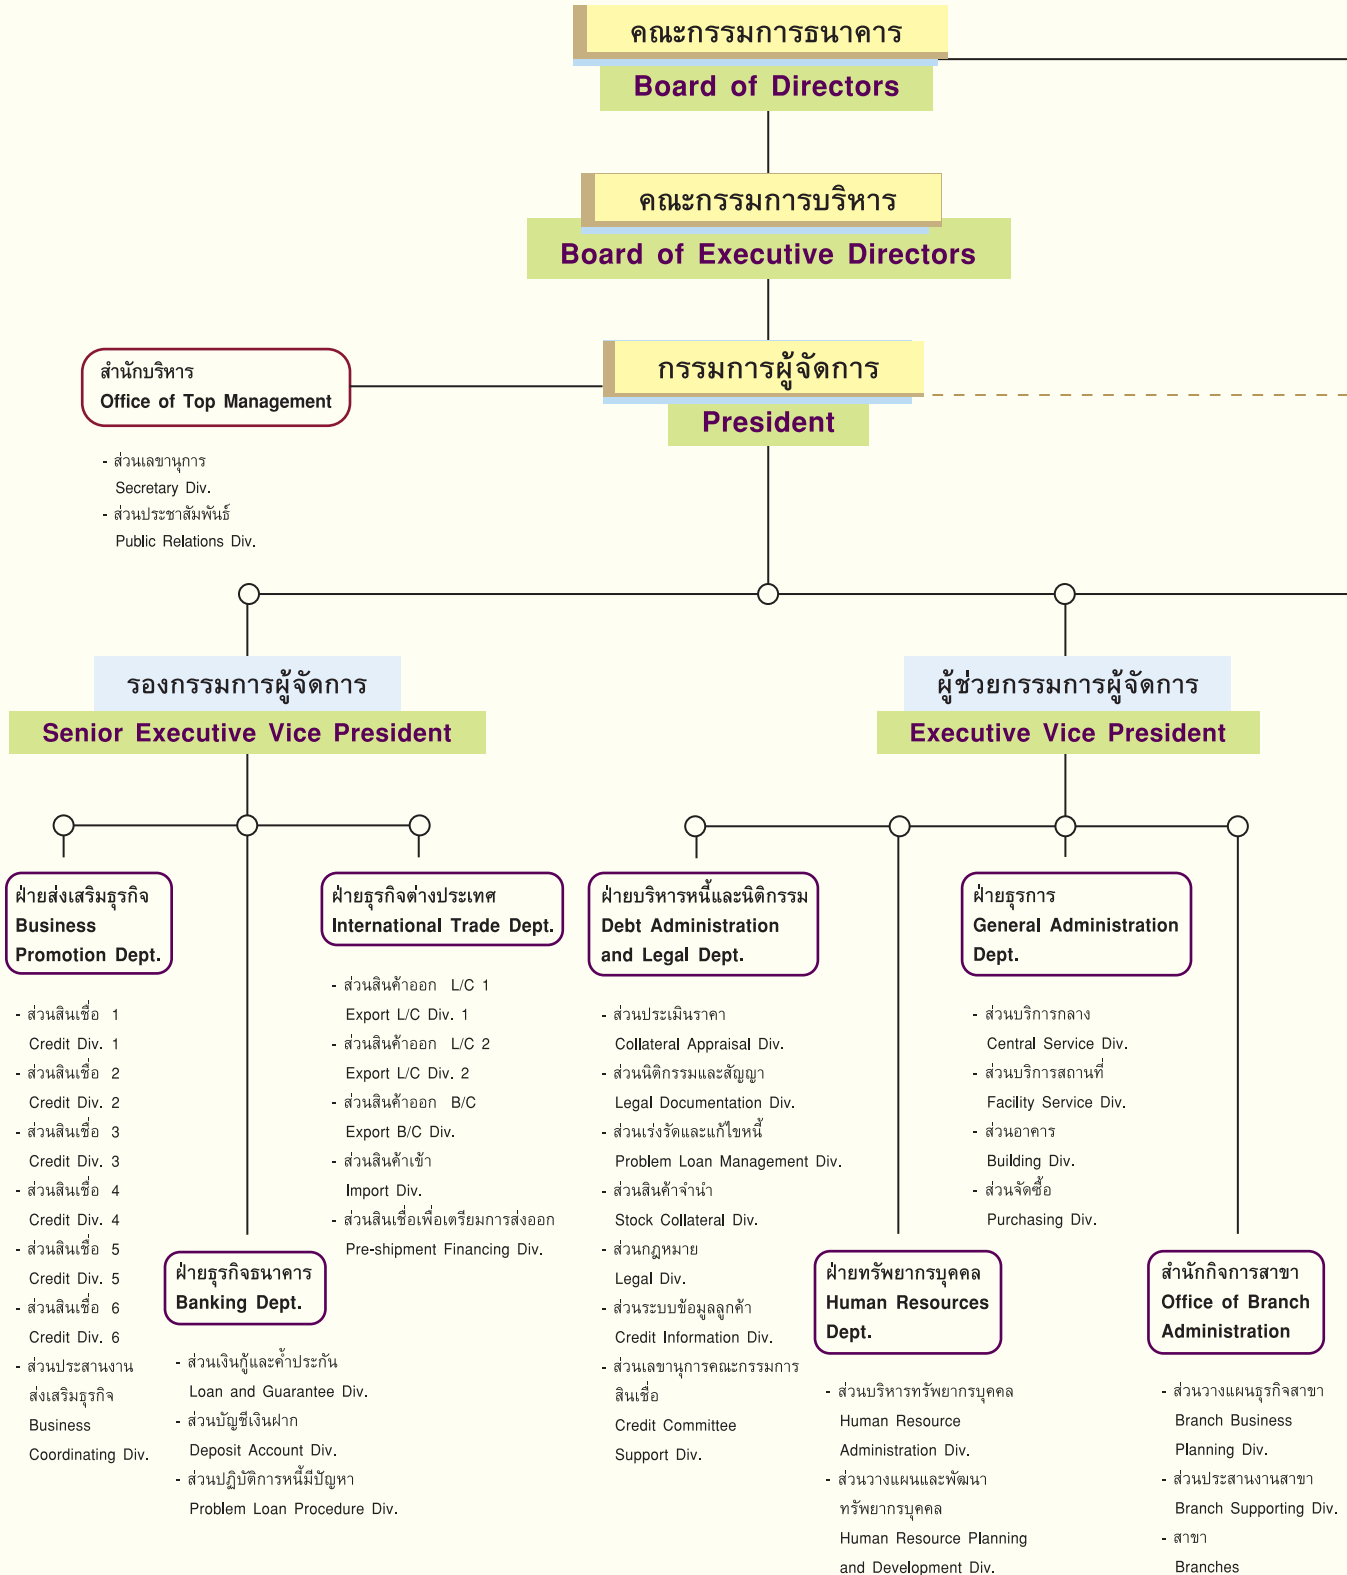 คณะกรรมการธนาคาร
Board of Directors
คณะกรรมการบริหาร
Board of Executive Directors
กรรมการผู้จัดการ
President
สำนักบริหาร
Office of Top Management
- ส่วนเลขานุการ
Secretary Div.
- ส่วนประชาสัมพันธ์
Public Relations Div.
รองกรรมการผู้จัดการ
Senior Executive Vice President
ผู้ช่วยกรรมการผู้จัดการ
Executive Vice President
ฝ่ายส่งเสริมธุรกิจ
Business
Promotion Dept.
- ส่วนสินเชื่อ 1
Credit Div. 1
- ส่วนสินเชื่อ 2
Credit Div. 2
- ส่วนสินเชื่อ 3
Credit Div. 3
- ส่วนสินเชื่อ 4
Credit Div. 4
- ส่วนสินเชื่อ 5
Credit Div. 5
- ส่วนสินเชื่อ 6
Credit Div. 6
- ส่วนประสานงาน
ส่งเสริมธุรกิจ
Business
Coordinating Div.
ฝ่ายธุรกิจธนาคาร
Banking Dept.
- ส่วนเงินกู้และค้ำประกัน
Loan and Guarantee Div.
- ส่วนบัญชีเงินฝาก
Deposit Account Div.
- ส่วนปฏิบัติการหนี้มีปัญหา
Problem Loan Procedure Div.
ฝ่ายธุรกิจต่างประเทศ
International Trade Dept.
- ส่วนสินค้าออก L/C 1
Export L/C Div. 1
- ส่วนสินค้าออก L/C 2
Export L/C Div. 2
- ส่วนสินค้าออก B/C
Export B/C Div.
- ส่วนสินค้าเข้า
Import Div.
- ส่วนสินเชื่อเพื่อเตรียมการส่งออก
Pre-shipment Financing Div.
ฝ่ายบริหารหนี้และนิติกรรม
Debt Administration
and Legal Dept.
- ส่วนประเมินราคา
Collateral Appraisal Div.
- ส่วนนิติกรรมและสัญญา
Legal Documentation Div.
- ส่วนเร่งรัดและแก้ไขหนี้
Problem Loan Management Div.
- ส่วนสินค้าจำนำ
Stock Collateral Div.
- ส่วนกฎหมาย
Legal Div.
- ส่วนระบบข้อมูลลูกค้า
Credit Information Div.
- ส่วนเลขานุการคณะกรรมการ
สินเชื่อ
Credit Committee
Support Div.
ฝ่ายทรัพยากรบุคคล
Human Resources
Dept.
- ส่วนบริหารทรัพยากรบุคคล
Human Resource
Administration Div.
- ส่วนวางแผนและพัฒนา
ทรัพยากรบุคคล
Human Resource Planning
and Development Div.
ฝ่ายธุรการ
General Administration
Dept.
- ส่วนบริการกลาง
Central Service Div.
- ส่วนบริการสถานที่
Facility Service Div.
- ส่วนอาคาร
Building Div.
- ส่วนจัดซื้อ
Purchasing Div.
สำนักกิจการสาขา
Office of Branch
Administration
- ส่วนวางแผนธุรกิจสาขา
Branch Business
Planning Div.
- ส่วนประสานงานสาขา
Branch Supporting Div.
- สาขา
Branches